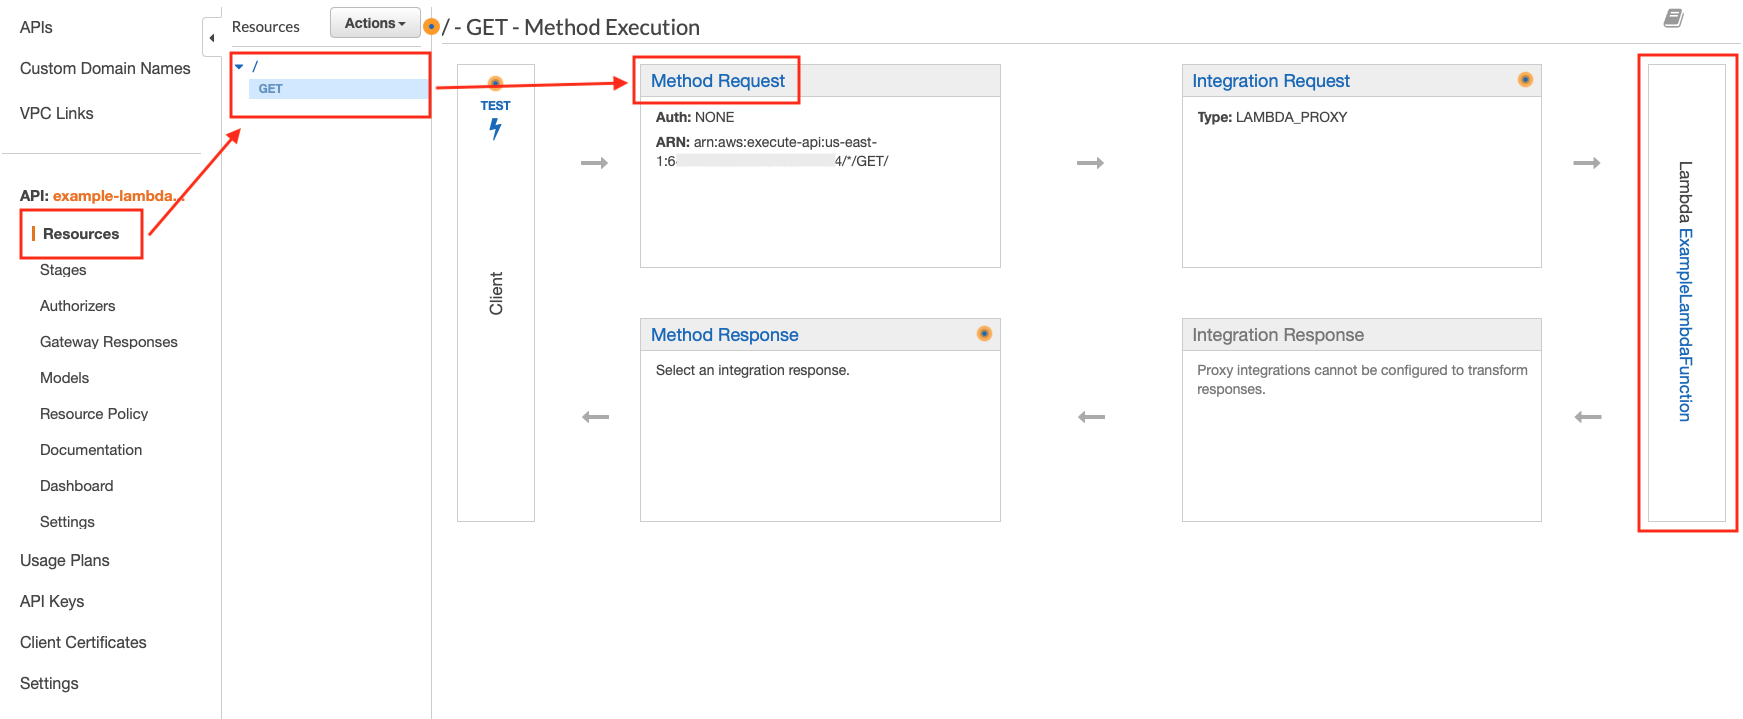 APIs
Custom Domain Names
VPC Links
API: example-lambda...
Resources
Stages
Authorizers
Gateway Responses
Models
Resource Policy
Documentation
Dashboard
Settings
Usage Plans
API Keys
Client Certificates
Settings
Resources
Actions
/
GET
/ - GET - Method Execution
TEST
Client
Method Request
Auth: NONE
ARN: arn:aws:execute-api:us-east-
1:6 4/*/GET/
Integration Request
Type: LAMBDA_PROXY
Method Response
Select an integration response.
Integration Response
Proxy integrations cannot be configured to transform
responses.
Lambda ExampleLambdaFunction